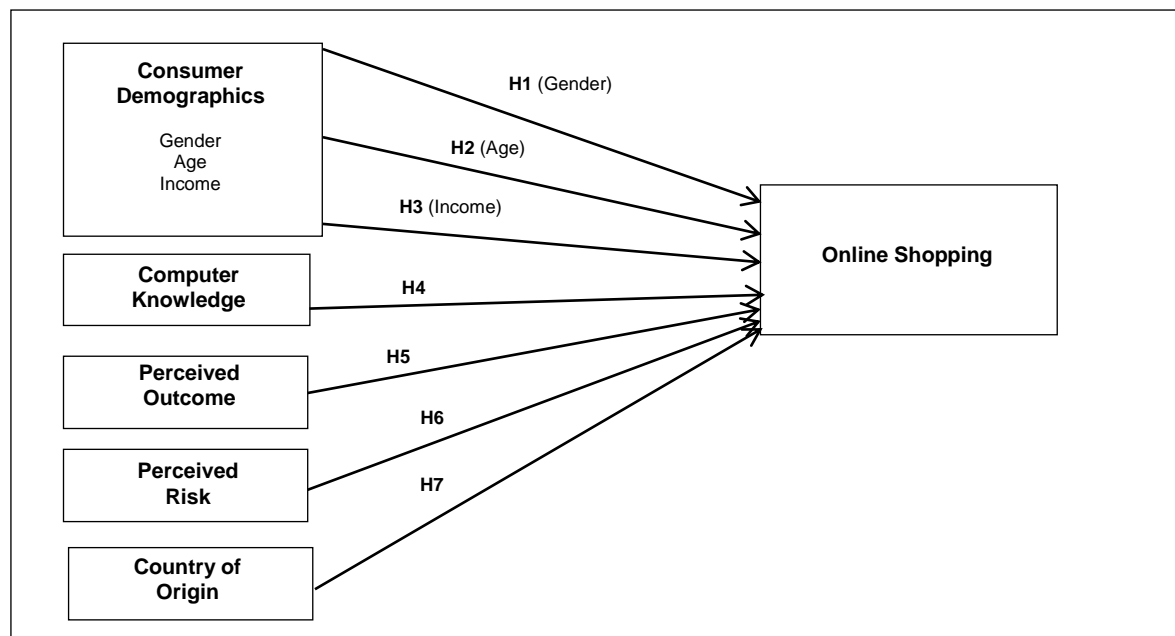 Consumer
Demographics
Gender
Age
Income
H1 (Gender)
H2 (Age)
H3 (Income)
Computer
Knowledge
H4
Perceived
Outcome
H5
Perceived
Risk
H6
Country of
Origin
H7
Online Shopping